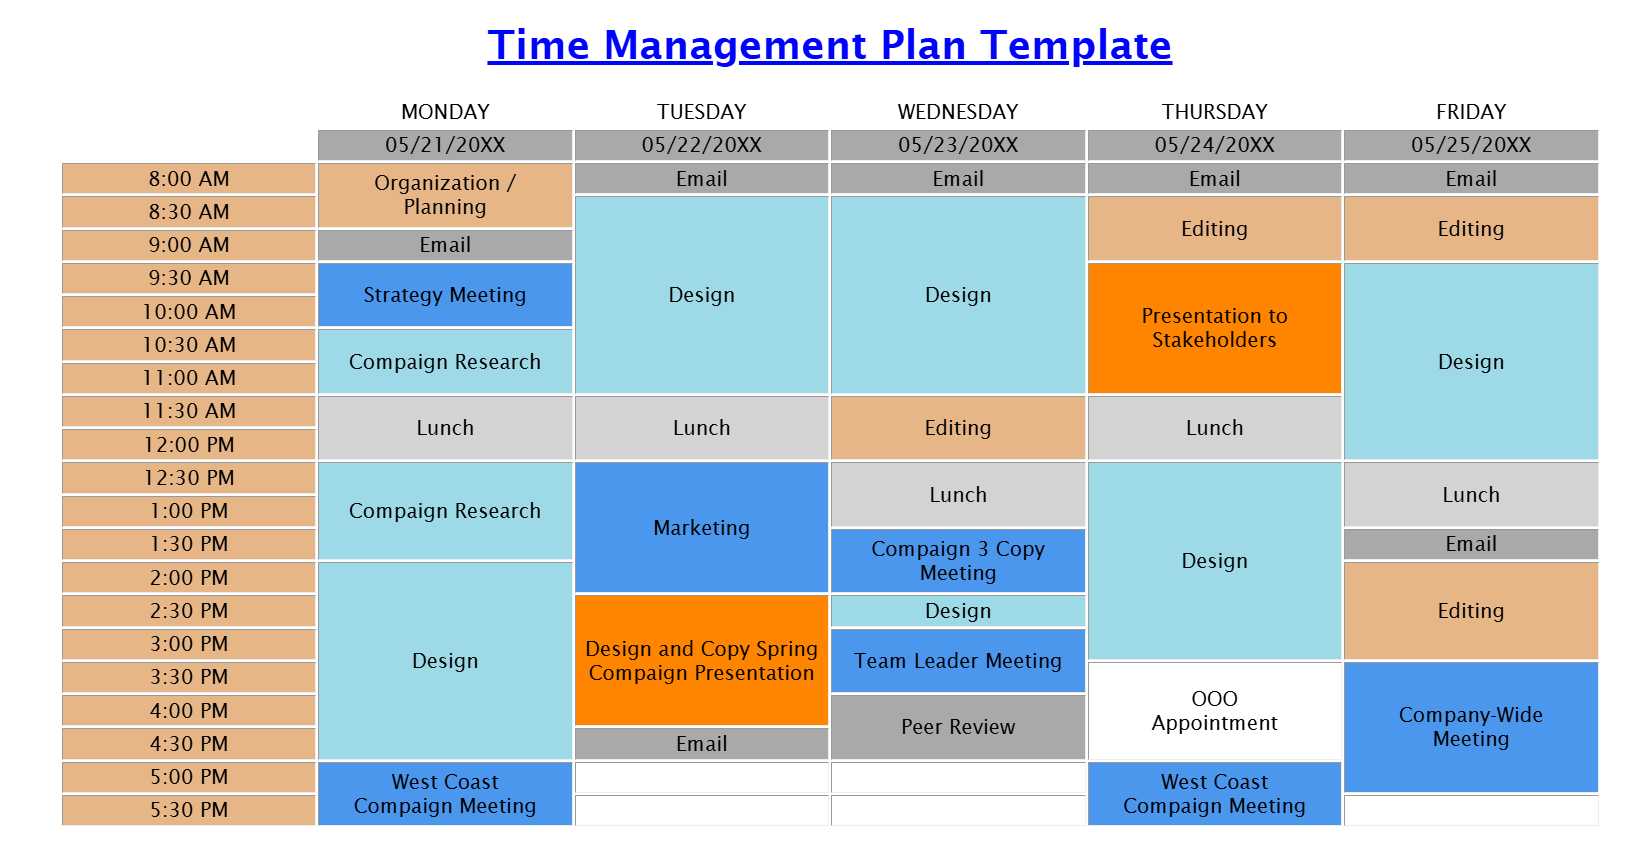 Time Management Plan Template
MONDAY TUESDAY WEDNESDAY THURSDAY FRIDAY
05/21/20XX 05/22/20XX 05/23/20XX 05/24/20XX 05/25/20XX
8:00 AM Organization / Email Email Email Email
Planning
8:30 AM Design Design Editing Editing
9:00 AM Email
9:30 AM Strategy Meeting Presentation to Design
Stakeholders
10:00 AM
10:30 AM Compaign Research
11:00 AM
11:30 AM Lunch Lunch Editing Lunch
12:00 PM
12:30 PM Compaign Research Marketing Lunch Design Lunch
1:00 PM
1:30 PM Compaign 3 Copy Email
Meeting
2:00 PM Design Editing
2:30 PM Design and Copy Spring Design
Compaign Presentation
3:00 PM Team Leader Meeting
3:30 PM OOO Company-Wide
Appointment Meeting
4:00 PM Peer Review
4:30 PM Email
5:00 PM West Coast West Coast
Compaign Meeting Compaign Meeting
5:30 PM